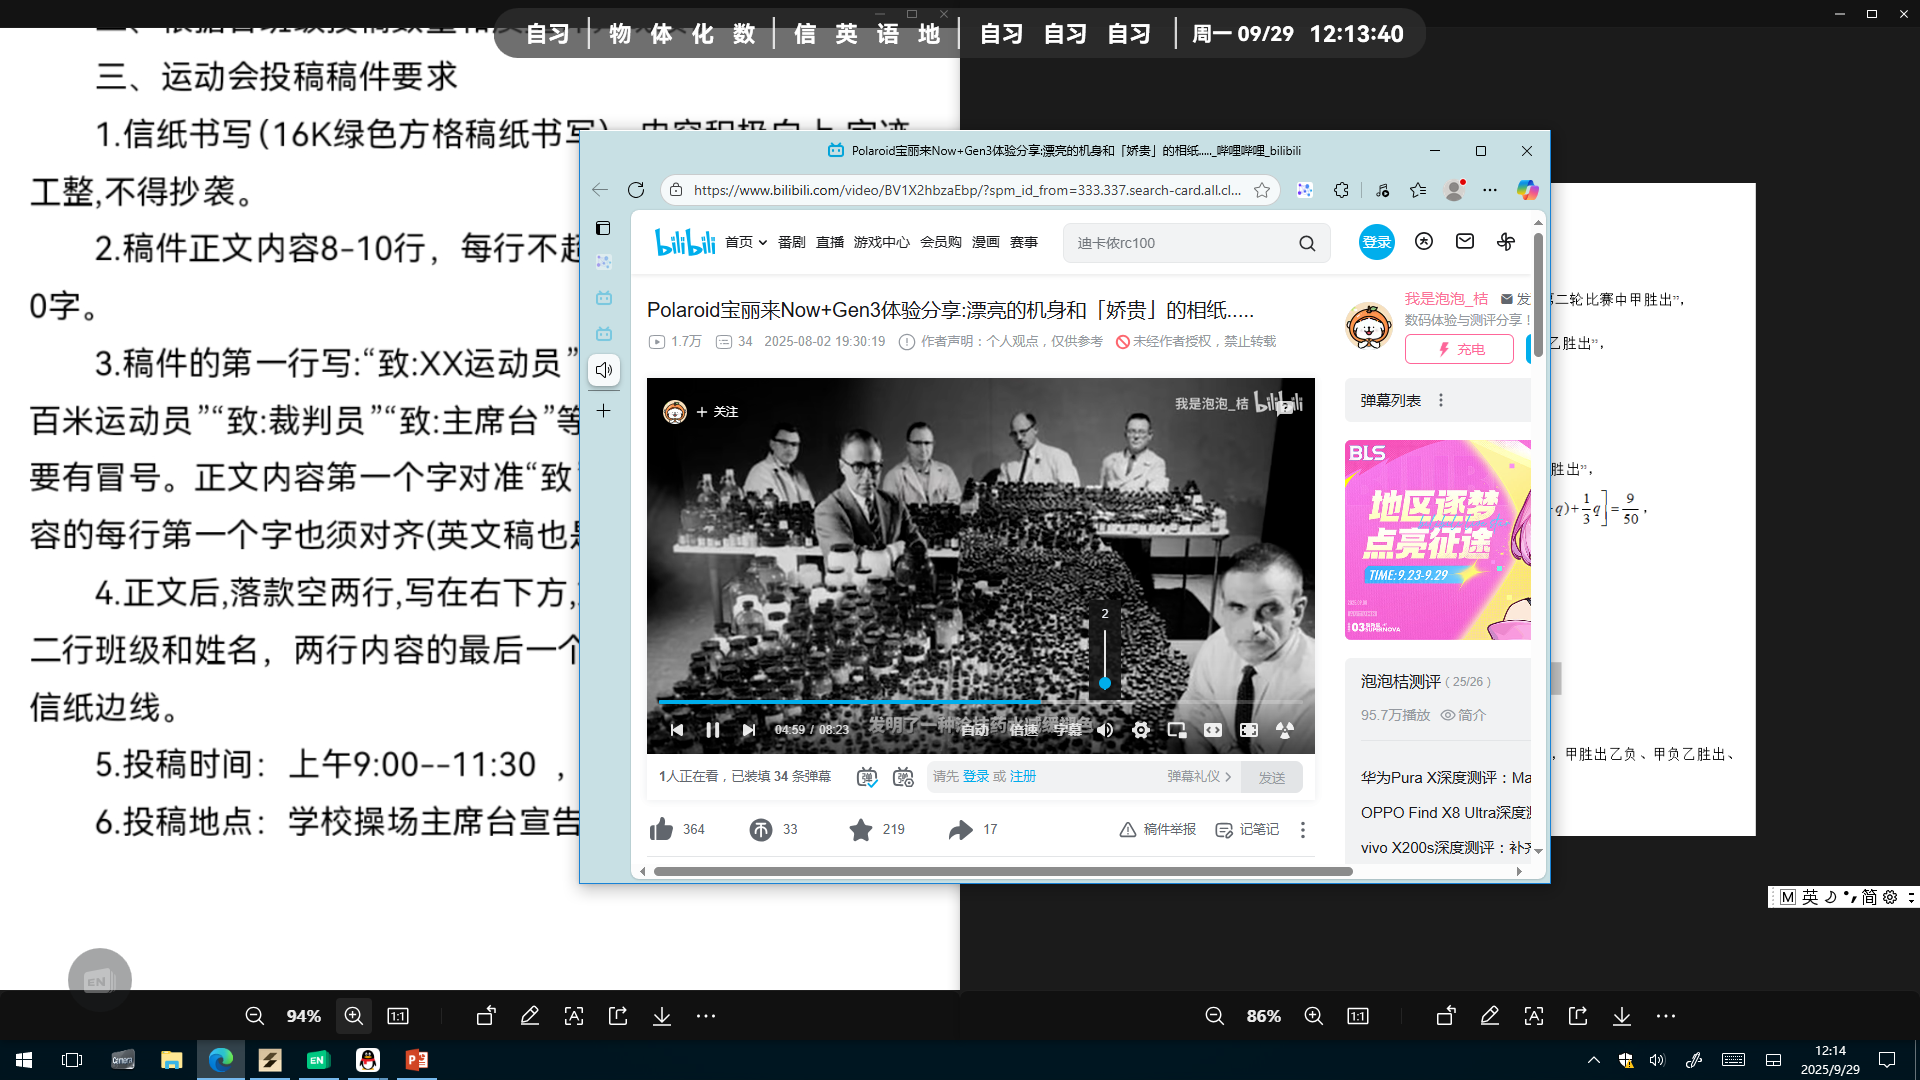 自习 | 物 体 化 数 | 信 英 语 地 | 自习 自习 自习 | 周一 09/29 12:13:40
三、运动会投稿稿件要求
1.信纸书写(16K绿色方格稿纸书写)
工整,不得抄袭。
2.稿件正文内容8-10行，每行不超
0字。
3.稿件的第一行写:“致:XX运动员”
百米运动员”“致:裁判员”“致:主席台”等
要有冒号。正文内容第一个字对准“致”
容的每行第一个字也须对齐(英文稿也是
4.正文后,落款空两行,写在右下方,
二行班级和姓名，两行内容的最后一个
信纸边线。
5.投稿时间：上午9:00--11:30 ，
6.投稿地点：学校操场主席台宣告
Polaroid宝丽来Now+Gen3体验分享:漂亮的机身和「娇贵」的相纸....._哔哩哔哩_bilibili
https://www.bilibili.com/video/BV1X2hbzaEbp/?spm_id_from=333.337.search-card.all.cl...
bilibili 首页 番剧 直播 游戏中心 会员购 漫画 赛事 迪卡侬rc100 登录
Polaroid宝丽来Now+Gen3体验分享:漂亮的机身和「娇贵」的相纸.....
1.7万 34 2025-08-02 19:30:19 作者声明：个人观点，仅供参考 未经作者授权，禁止转载
我是泡泡_桔 发
数码体验与测评分享！
充电
+ 关注
我是泡泡_桔 bilibili
2
发明了一种涂抹药水减缓褪色
04:59 / 08:23 自动 倍速 字幕
1人正在看，已装填 34 条弹幕 请先 登录 或 注册 弹幕礼仪 发送
364 33 219 17 稿件举报 记笔记
弹幕列表
BLS
地区逐梦
点亮征途
TIME:9.23-9.29
03 SUPERNOVA
泡泡桔测评 (25/26)
95.7万播放 简介
华为Pura X深度测评：Ma
OPPO Find X8 Ultra深度测
vivo X200s深度测评：补
第二轮比赛中甲胜出”，
乙胜出”，
胜出”，
q)+1/3q]=9/50，
，甲胜出乙负、甲负乙胜出、
M 英 简
EN
94% 1:1
86% 1:1
Camera EN
12:14
2025/9/29